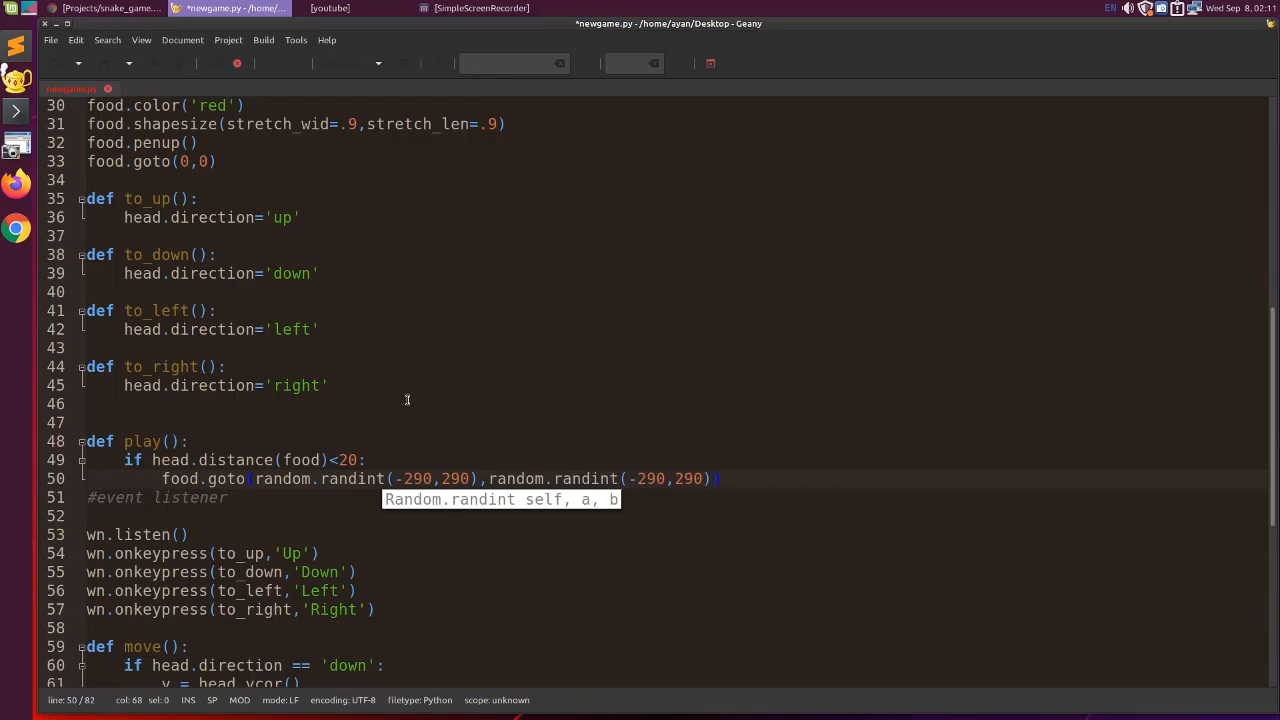 [Projects/snake_game....
*newgame.py - /home/...
[youtube]
[SimpleScreenRecorder]
EN
Wed Sep 8, 02:11
*newgame.py - /home/ayan/Desktop - Geany
File Edit Search View Document Project Build Tools Help
newgame.py
30 food.color('red')
31 food.shapesize(stretch_wid=.9,stretch_len=.9)
32 food.penup()
33 food.goto(0,0)
34
35 def to_up():
36     head.direction='up'
37
38 def to_down():
39     head.direction='down'
40
41 def to_left():
42     head.direction='left'
43
44 def to_right():
45     head.direction='right'
46
47
48 def play():
49     if head.distance(food)<20:
50         food.goto(random.randint(-290,290),random.randint(-290,290))
Random.randint self, a, b
51 #event listener
52
53 wn.listen()
54 wn.onkeypress(to_up,'Up')
55 wn.onkeypress(to_down,'Down')
56 wn.onkeypress(to_left,'Left')
57 wn.onkeypress(to_right,'Right')
58
59 def move():
60     if head.direction == 'down':
61         y = head.ycor()
line: 50 / 82 col: 68 sel: 0 INS SP MOD mode: LF encoding: UTF-8 filetype: Python scope: unknown